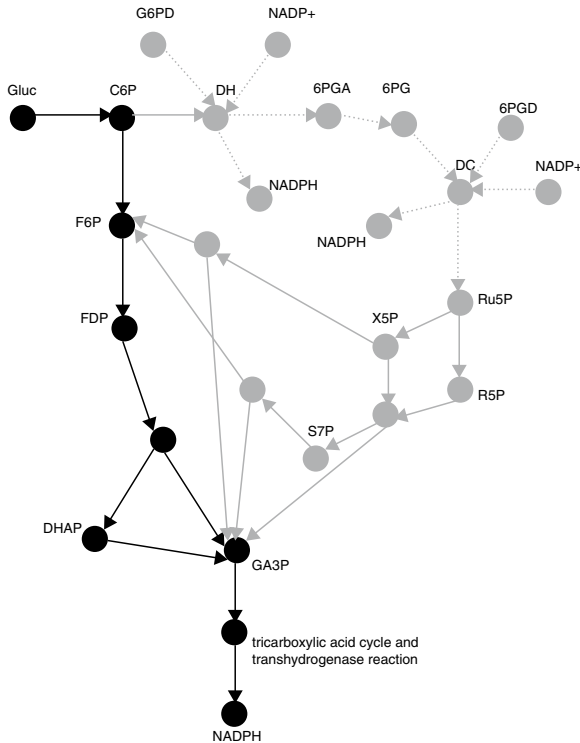 G6PD
NADP+
Gluc
C6P
DH
6PGA
6PG
6PGD
DC
NADP+
NADPH
F6P
NADPH
Ru5P
X5P
FDP
R5P
S7P
DHAP
GA3P
tricarboxylic acid cycle and
transhydrogenase reaction
NADPH